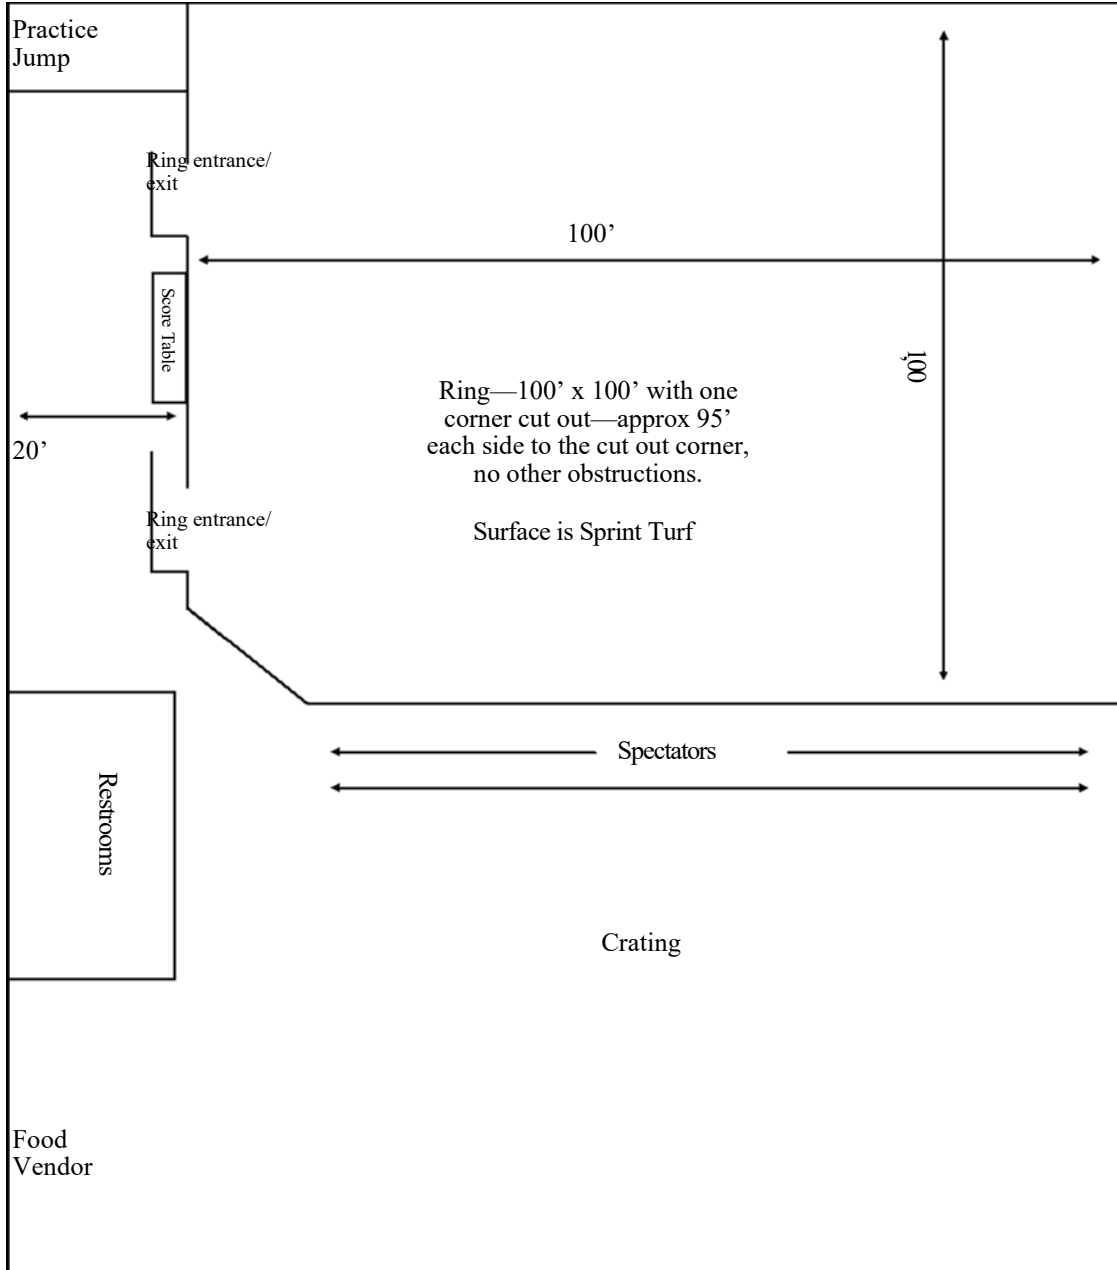 Practice
Jump
Ring entrance/
exit
100’
Score Table
100’
Ring—100’ x 100’ with one
corner cut out—approx 95’
each side to the cut out corner,
no other obstructions.
20’
Surface is Sprint Turf
Ring entrance/
exit
Spectators
Restrooms
Crating
Food
Vendor